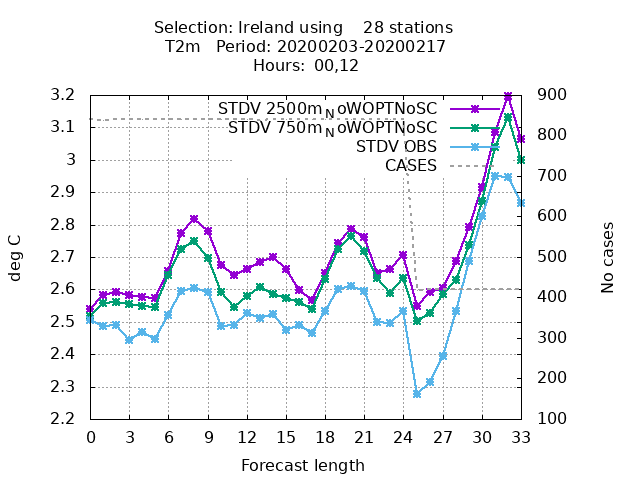 Selection: Ireland using    28 stations
T2m   Period: 20200203-20200217
Hours:  00,12
STDV 2500m_NoWOPTNoSC
STDV 750m_NoWOPTNoSC
STDV OBS
CASES
3.2
3.1
3
2.9
2.8
2.7
2.6
2.5
2.4
2.3
2.2
deg C
900
800
700
600
500
400
300
200
100
No cases
0 3 6 9 12 15 18 21 24 27 30 33
Forecast length